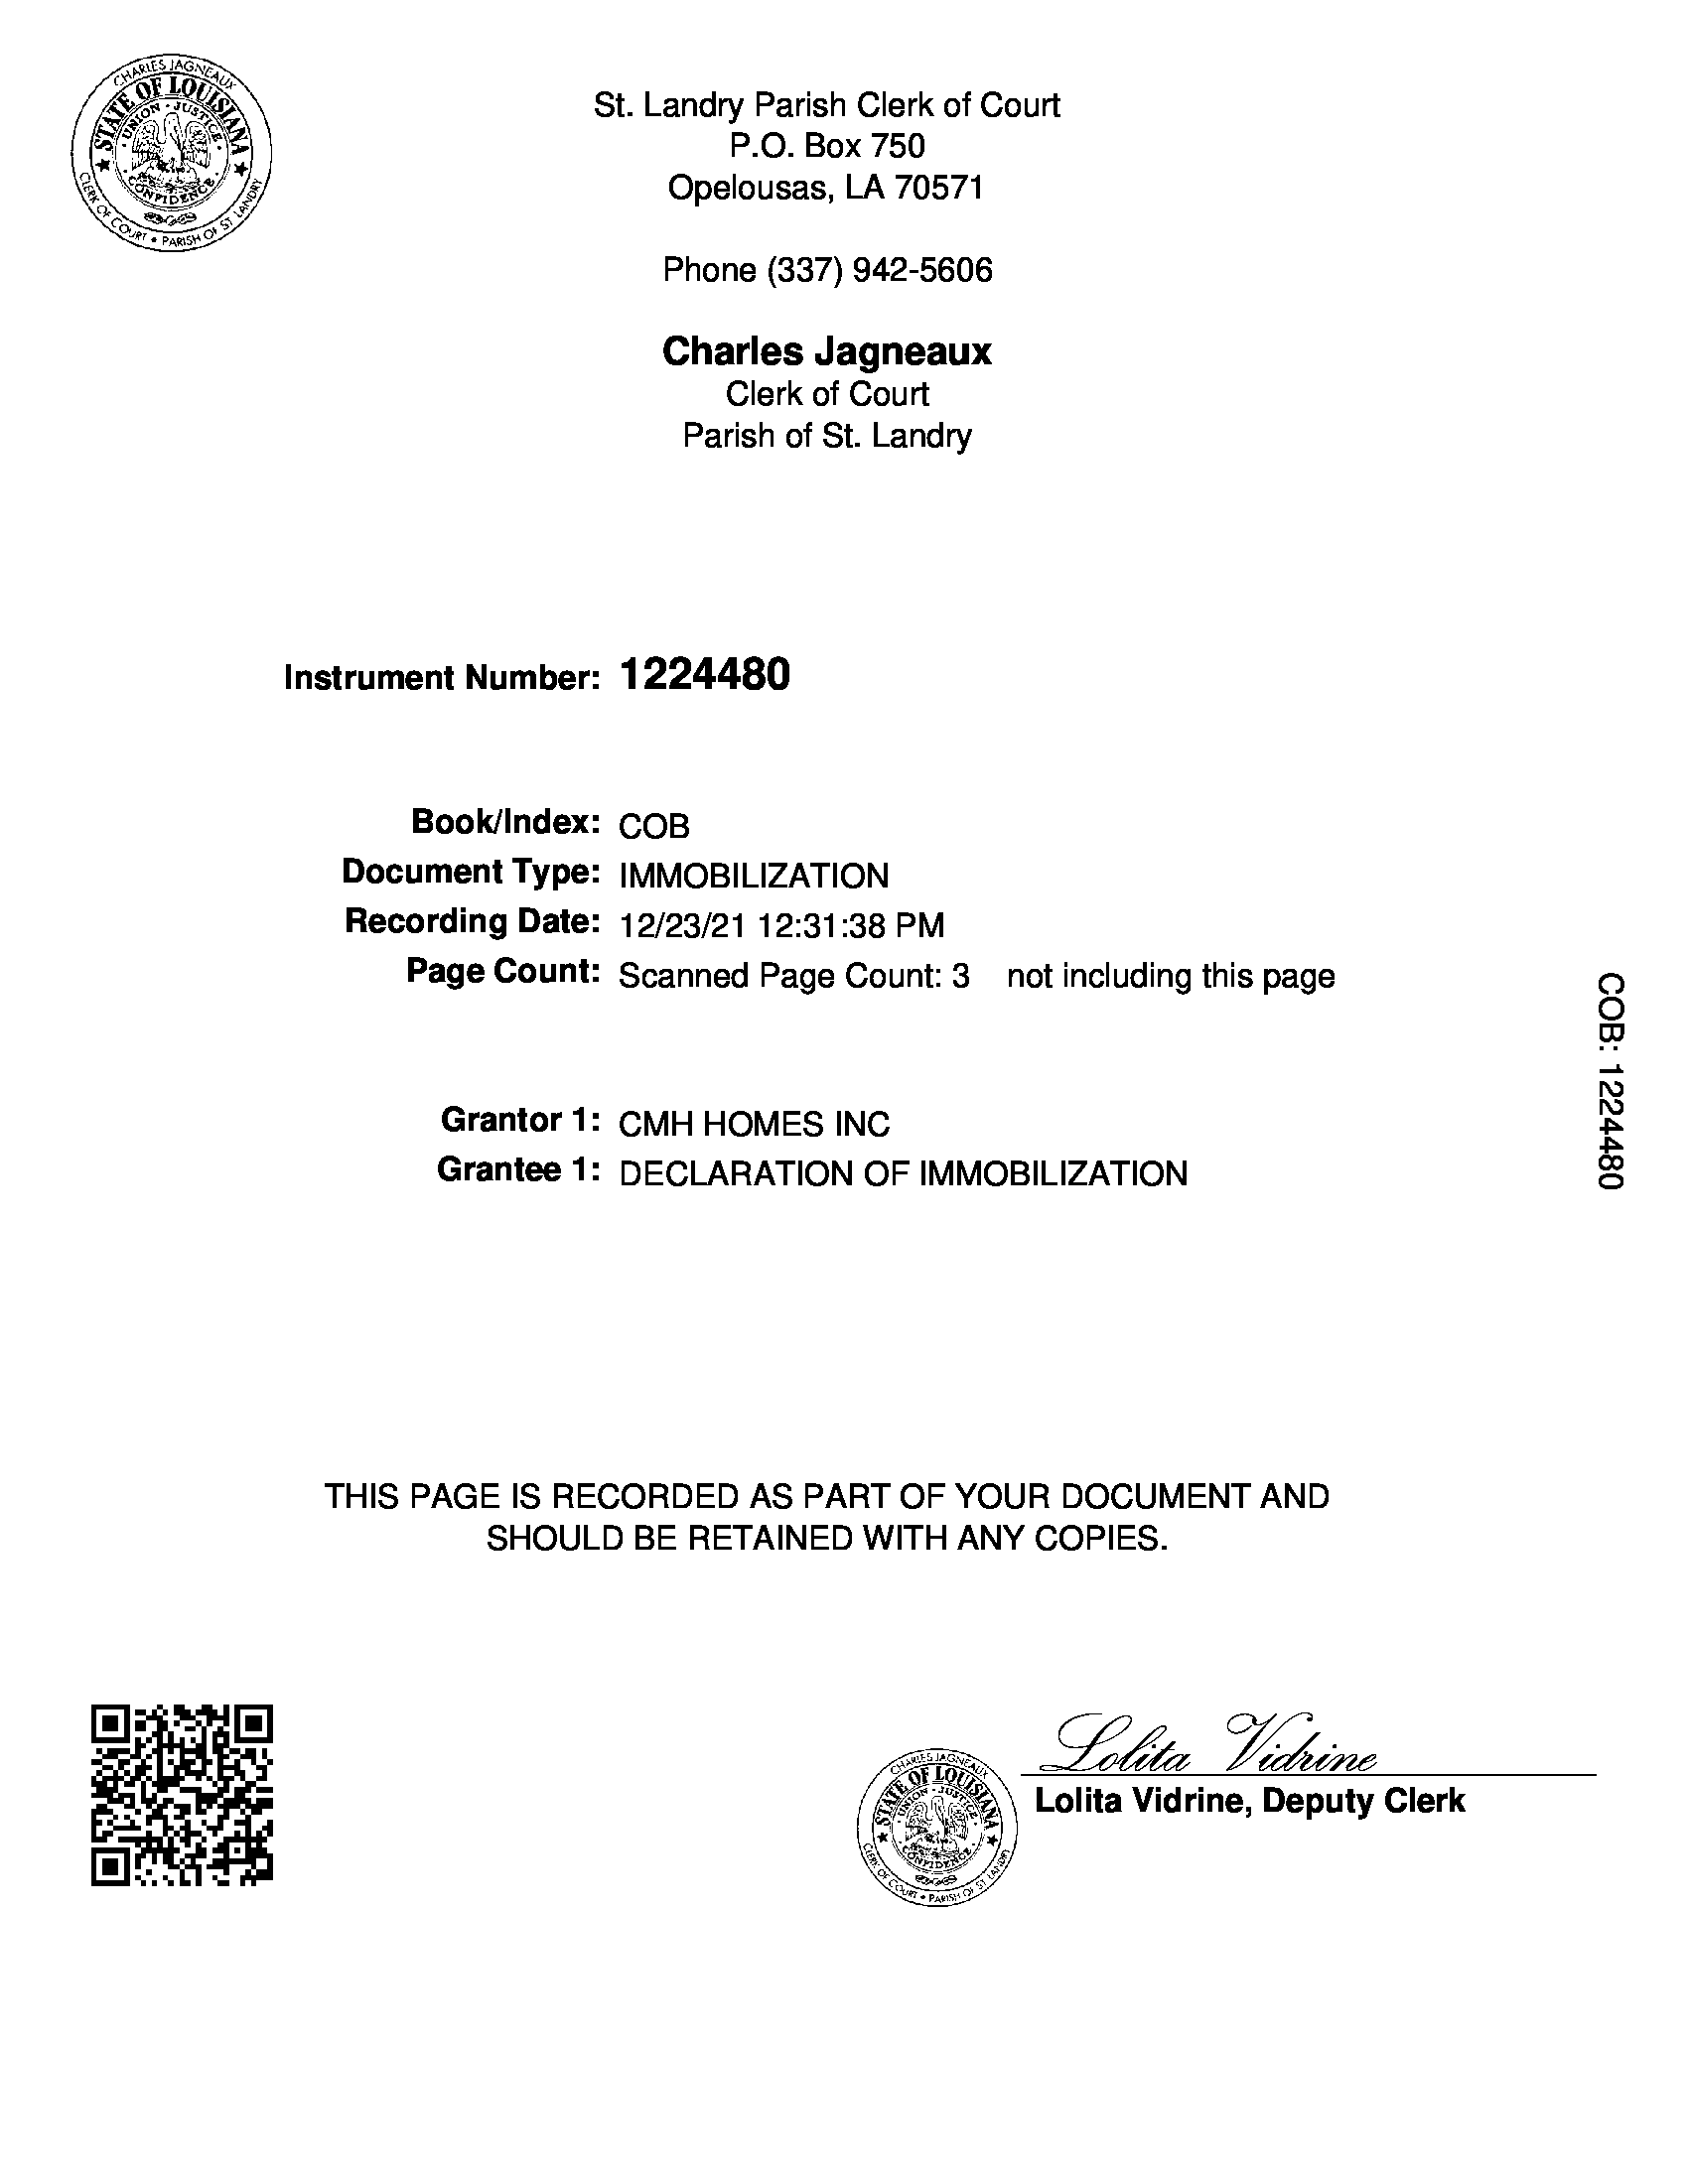 CHARLES JAGNEAUX
STATE OF LOUISIANA
UNION · JUSTICE
CONFIDENCE
CLERK OF COURT • PARISH OF ST LANDRY
St. Landry Parish Clerk of Court
P.O. Box 750
Opelousas, LA 70571
Phone (337) 942-5606
Charles Jagneaux
Clerk of Court
Parish of St. Landry
Instrument Number: 1224480
Book/Index: COB
Document Type: IMMOBILIZATION
Recording Date: 12/23/21 12:31:38 PM
Page Count: Scanned Page Count: 3 not including this page
COB: 1224480
Grantor 1: CMH HOMES INC
Grantee 1: DECLARATION OF IMMOBILIZATION
THIS PAGE IS RECORDED AS PART OF YOUR DOCUMENT AND
SHOULD BE RETAINED WITH ANY COPIES.
Lolita Vidrine
Lolita Vidrine, Deputy Clerk
CHARLES JAGNEAUX
STATE OF LOUISIANA
UNION · JUSTICE
CONFIDENCE
CLERK OF COURT • PARISH OF ST LANDRY